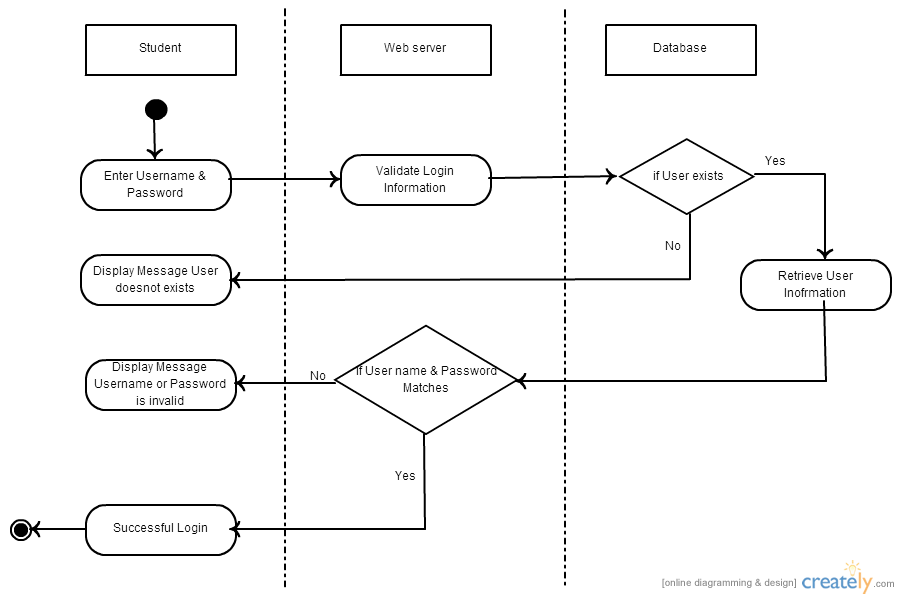 Student
Web server
Database
Enter Username &
Password
Validate Login
Information
if User exists
Yes
No
Display Message User
doesnot exists
Retrieve User
Inofrmation
Display Message
Username or Password
is invalid
No
If User name & Password
Matches
Yes
Successful Login
[online diagramming & design] creately.com